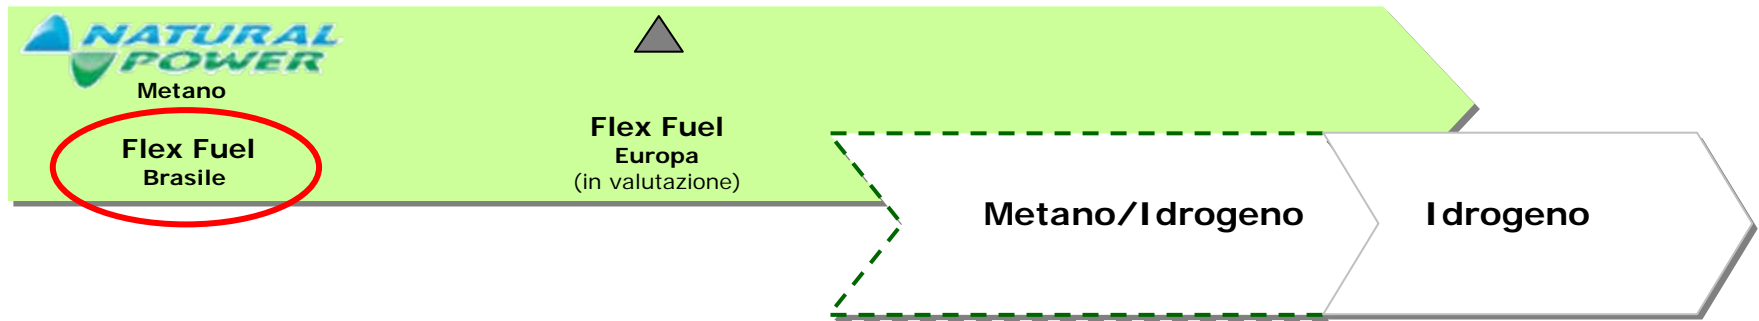 NATURAL
POWER
Metano
Flex Fuel
Brasile
Flex Fuel
Europa
(in valutazione)
Metano/Idrogeno
Idrogeno